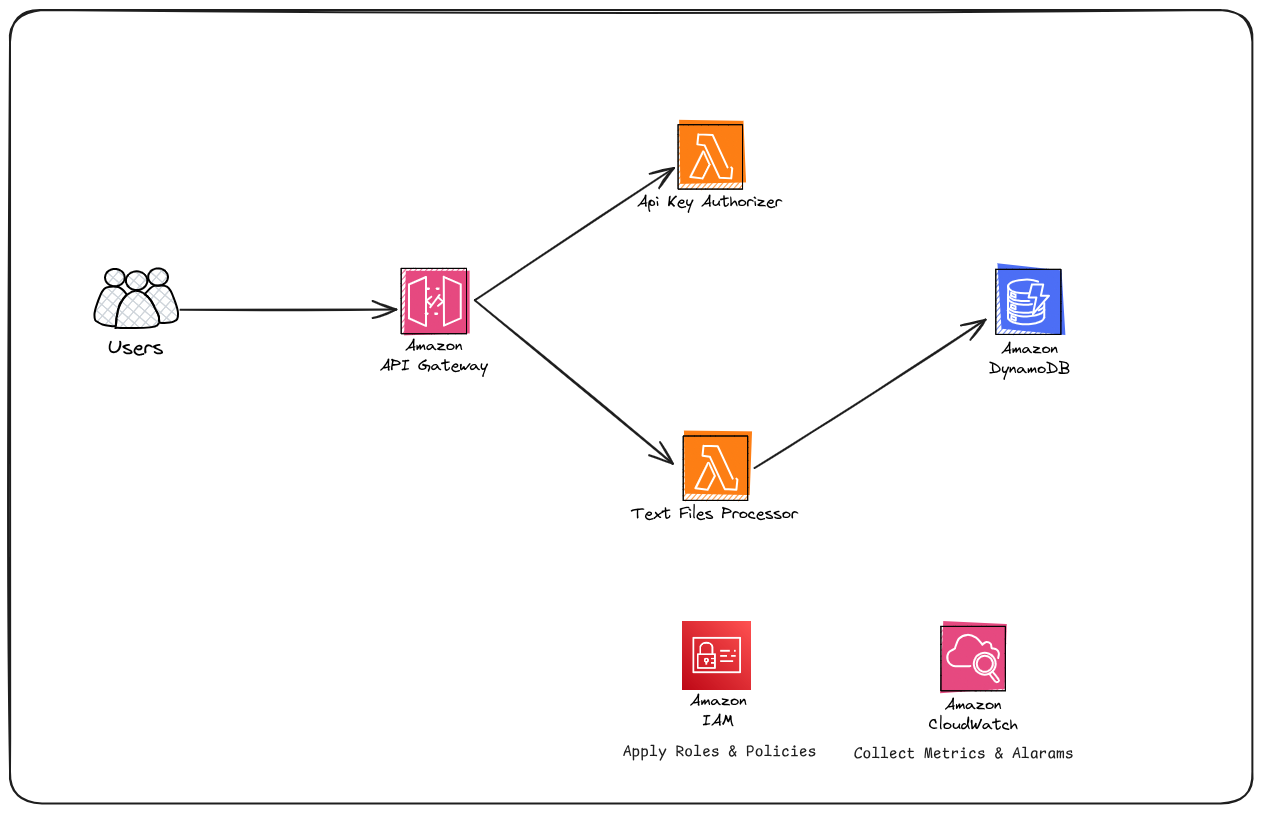 Api Key Authorizer
Users
Amazon
API Gateway
Amazon
DynamoDB
Text Files Processor
Amazon
IAM
Apply Roles & Policies
Amazon
CloudWatch
Collect Metrics & Alarams